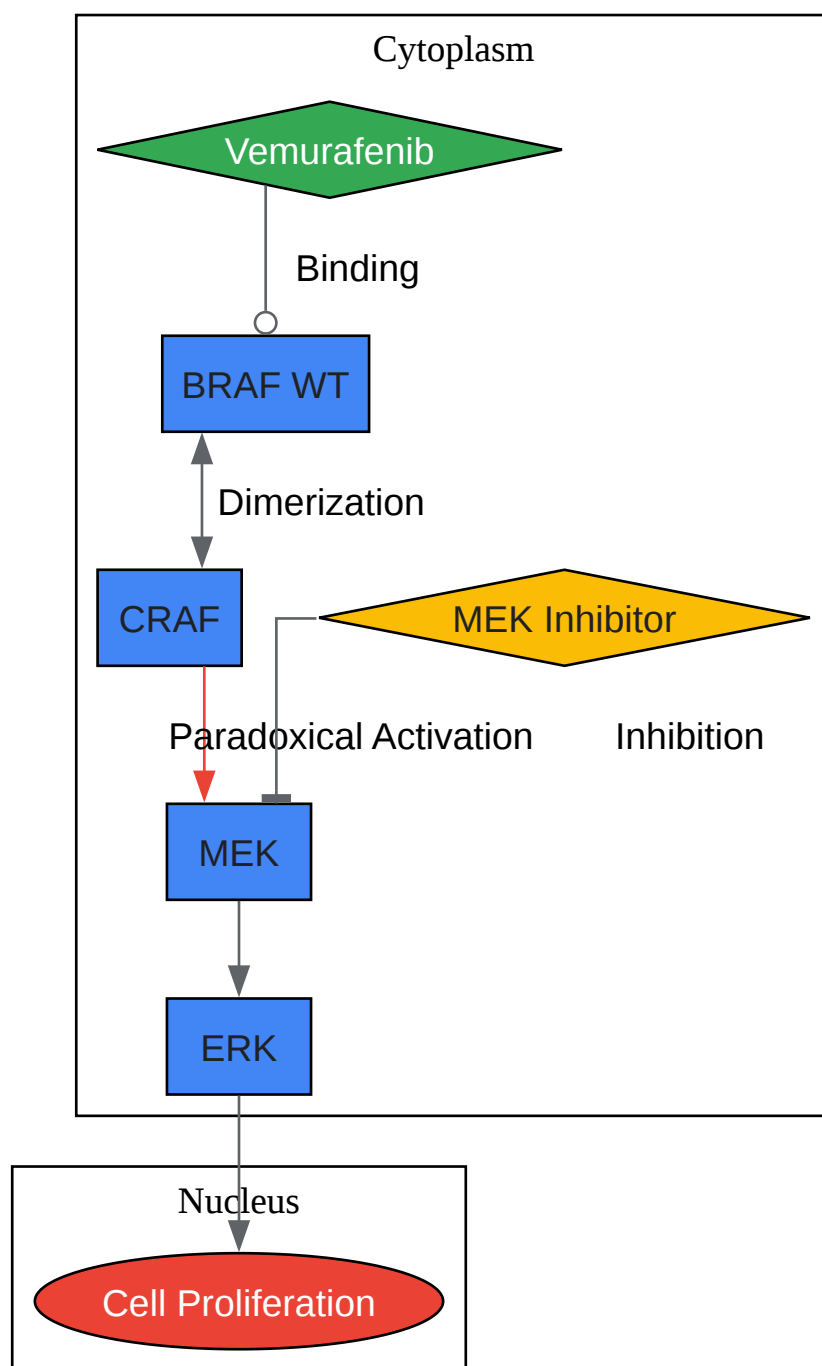 Cytoplasm
Vemurafenib
Binding
BRAF WT
Dimerization
CRAF
MEK Inhibitor
Paradoxical Activation
Inhibition
MEK
ERK
Nucleus
Cell Proliferation